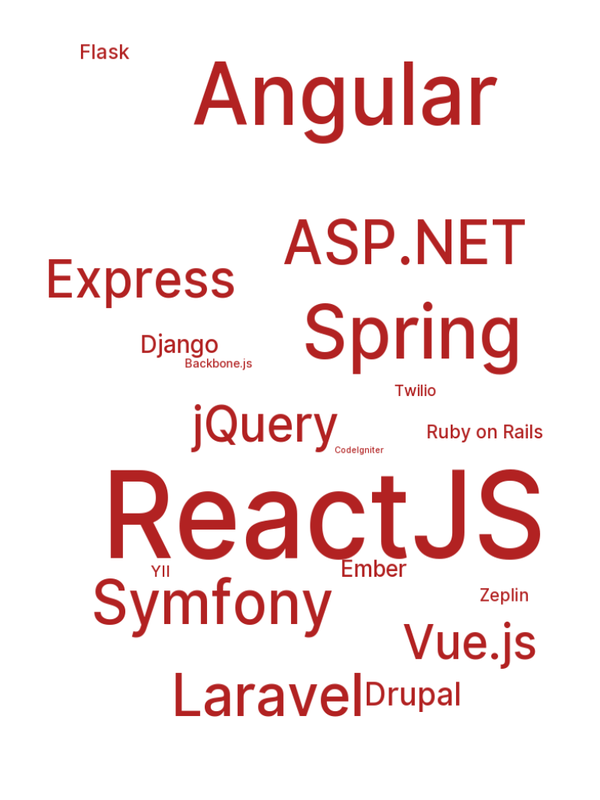 Flask
Angular
ASP.NET
Express
Spring
Django
Backbone.js
Twilio
jQuery
Ruby on Rails
CodeIgniter
ReactJS
Ember
YII
Symfony
Zeplin
Vue.js
Laravel
Drupal